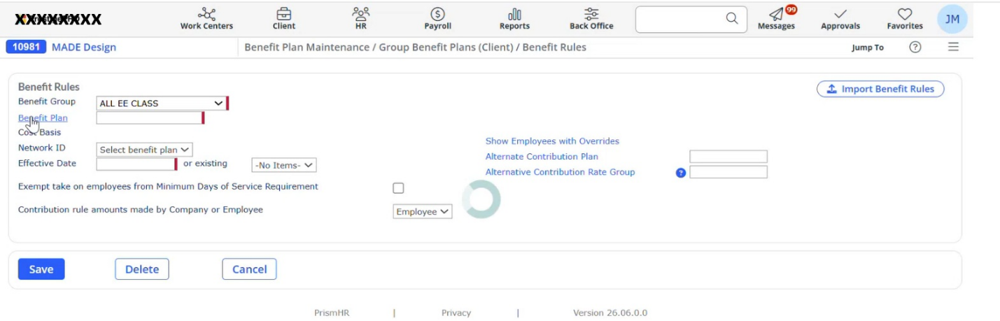 XXXXXXXX
Work Centers
Client
HR
Payroll
Reports
Back Office
99
Messages
Approvals
Favorites
JM
10981 MADE Design
Benefit Plan Maintenance / Group Benefit Plans (Client) / Benefit Rules
Jump To
?
Benefit Rules
Import Benefit Rules
Benefit Group ALL EE CLASS
Benefit Plan
Cost Basis
Network ID Select benefit plan
Show Employees with Overrides
Effective Date or existing -No Items-
Alternate Contribution Plan
Alternative Contribution Rate Group ?
Exempt take on employees from Minimum Days of Service Requirement
Contribution rule amounts made by Company or Employee Employee
Save Delete Cancel
PrismHR | Privacy | Version 26.06.0.0